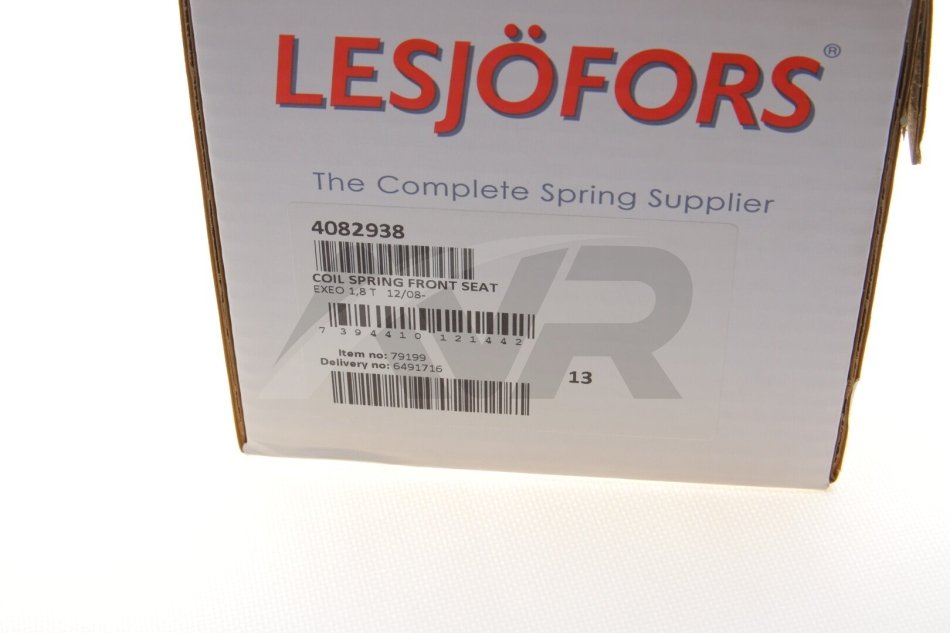 LESJÖFORS®
The Complete Spring Supplier
4082938
COIL SPRING FRONT SEAT
EXEO 1,8 T 12/08-
7 394410 121442
Item no: 79199
Delivery no: 6491716
13
NR